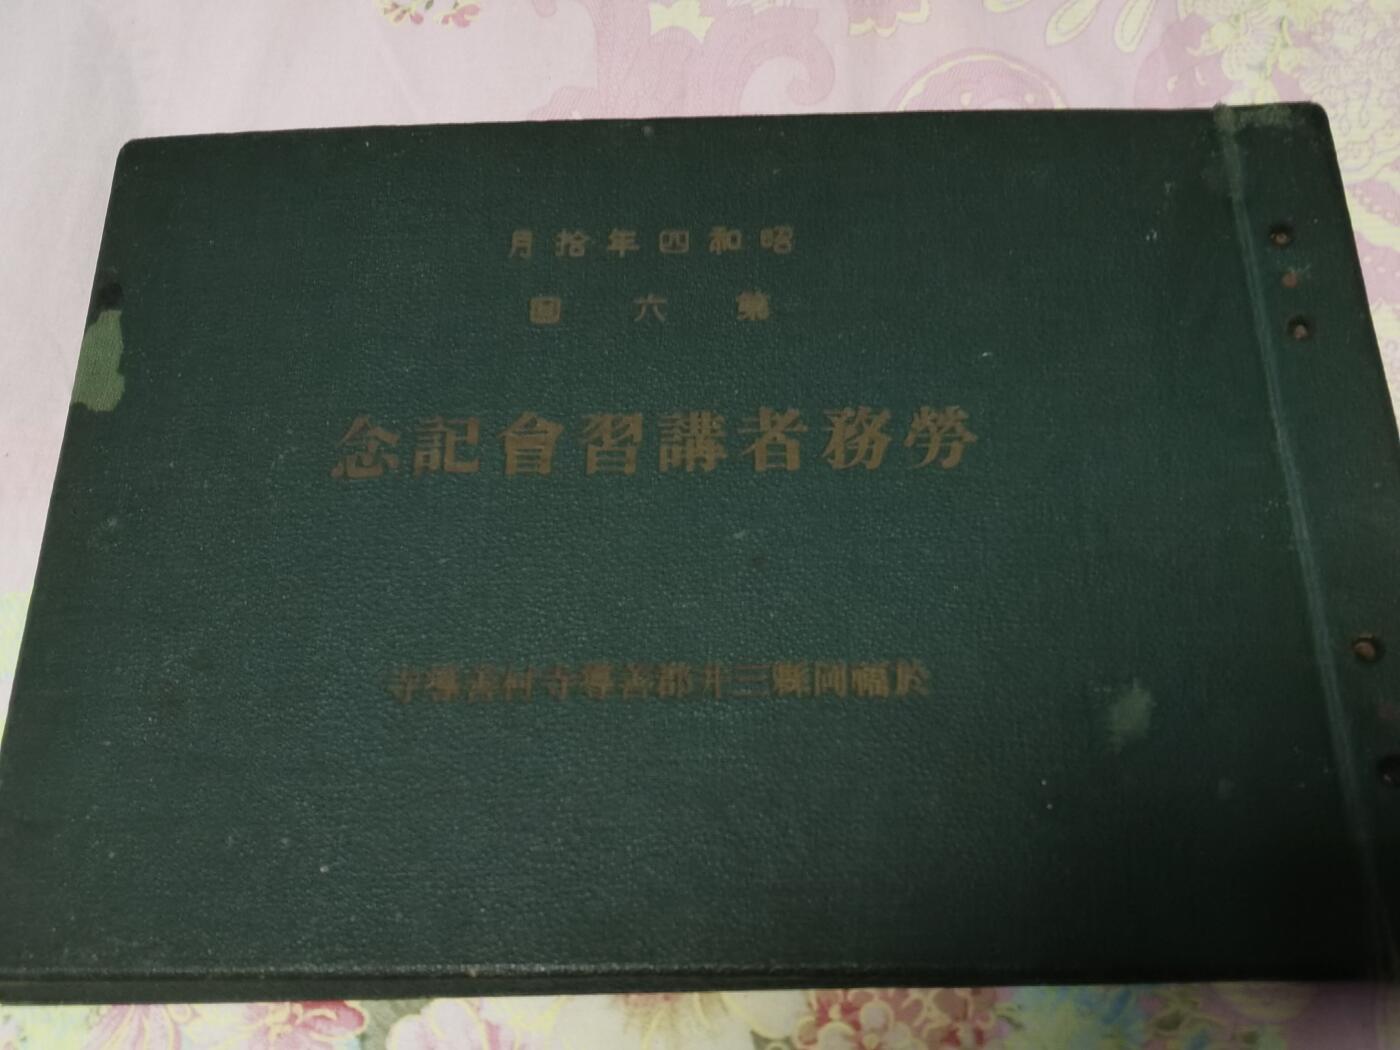 昭和四年拾月
第六回
勞務者講習會記念
於福岡縣三井郡善導寺村善導寺